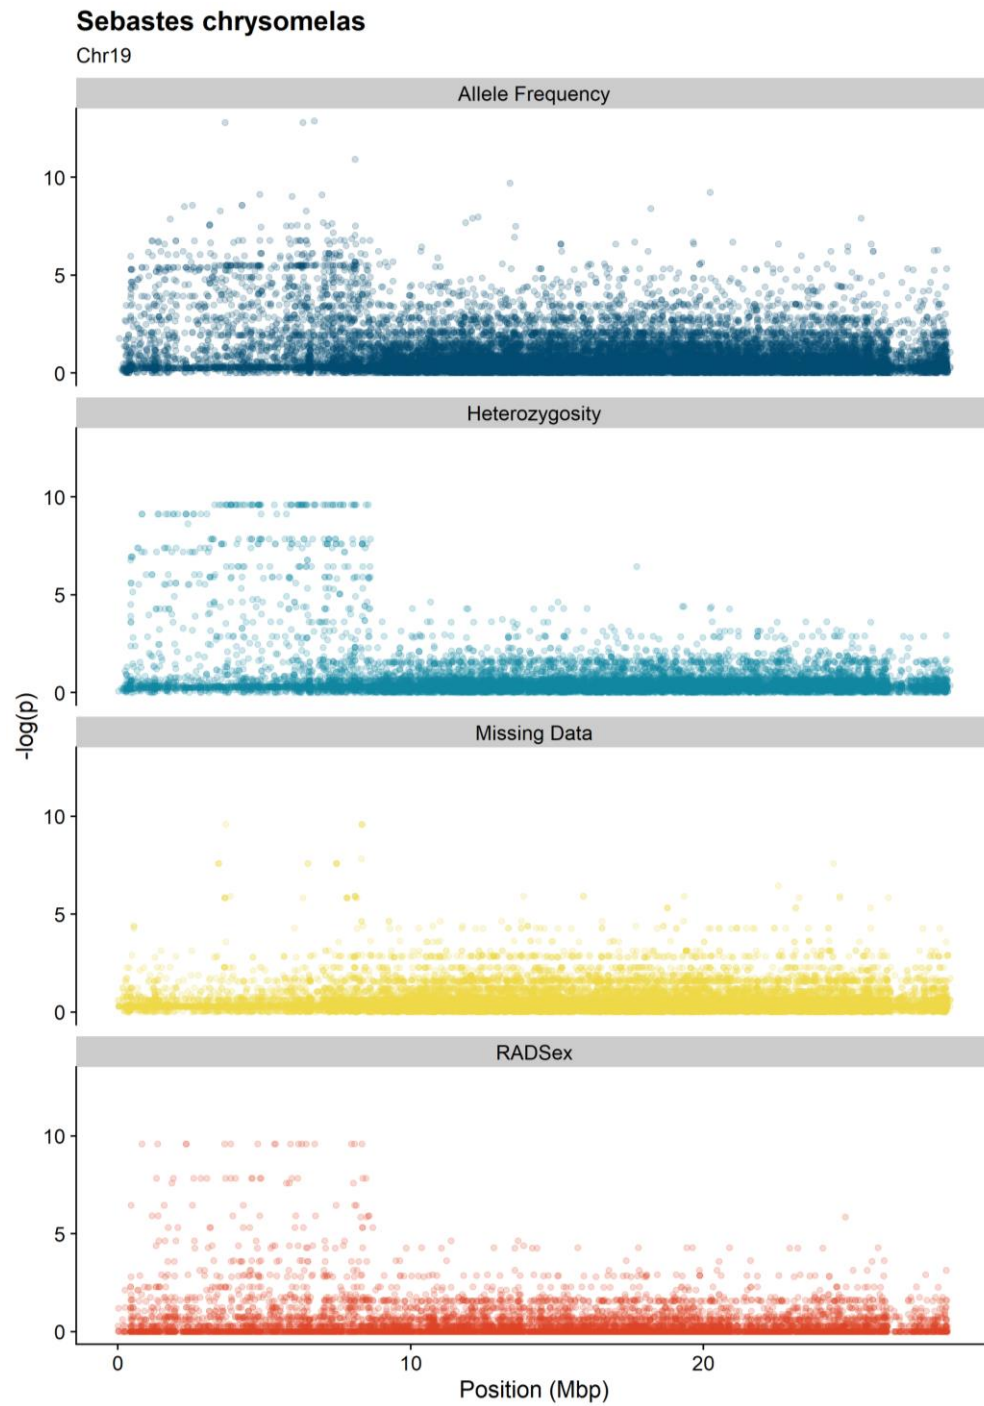 Sebastes chrysomelas
Chr19
Allele Frequency
10
5
0
Heterozygosity
10
5
0
-log(p)
Missing Data
10
5
0
RADSex
10
5
0
0 10 20
Position (Mbp)